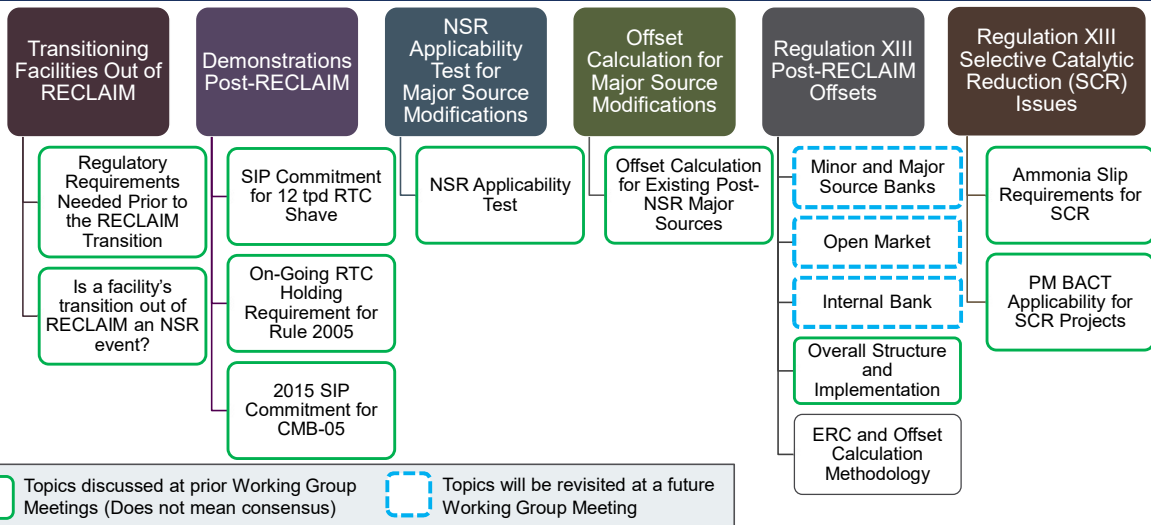 Transitioning
Facilities Out of
RECLAIM
Regulatory
Requirements
Needed Prior to
the RECLAIM
Transition
Is a facility's
transition out of
RECLAIM an NSR
event?
Demonstrations
Post-RECLAIM
SIP Commitment
for 12 tpd RTC
Shave
On-Going RTC
Holding
Requirement for
Rule 2005
2015 SIP
Commitment for
CMB-05
NSR
Applicability
Test for
Major Source
Modifications
NSR Applicability
Test
Offset
Calculation for
Major Source
Modifications
Offset Calculation
for Existing Post-
NSR Major
Sources
Regulation XIII
Post-RECLAIM
Offsets
Minor and Major
Source Banks
Open Market
Internal Bank
Overall Structure
and
Implementation
ERC and Offset
Calculation
Methodology
Regulation XIII
Selective Catalytic
Reduction (SCR)
Issues
Ammonia Slip
Requirements for
SCR
PM BACT
Applicability for
SCR Projects
Topics discussed at prior Working Group
Meetings (Does not mean consensus)
Topics will be revisited at a future
Working Group Meeting